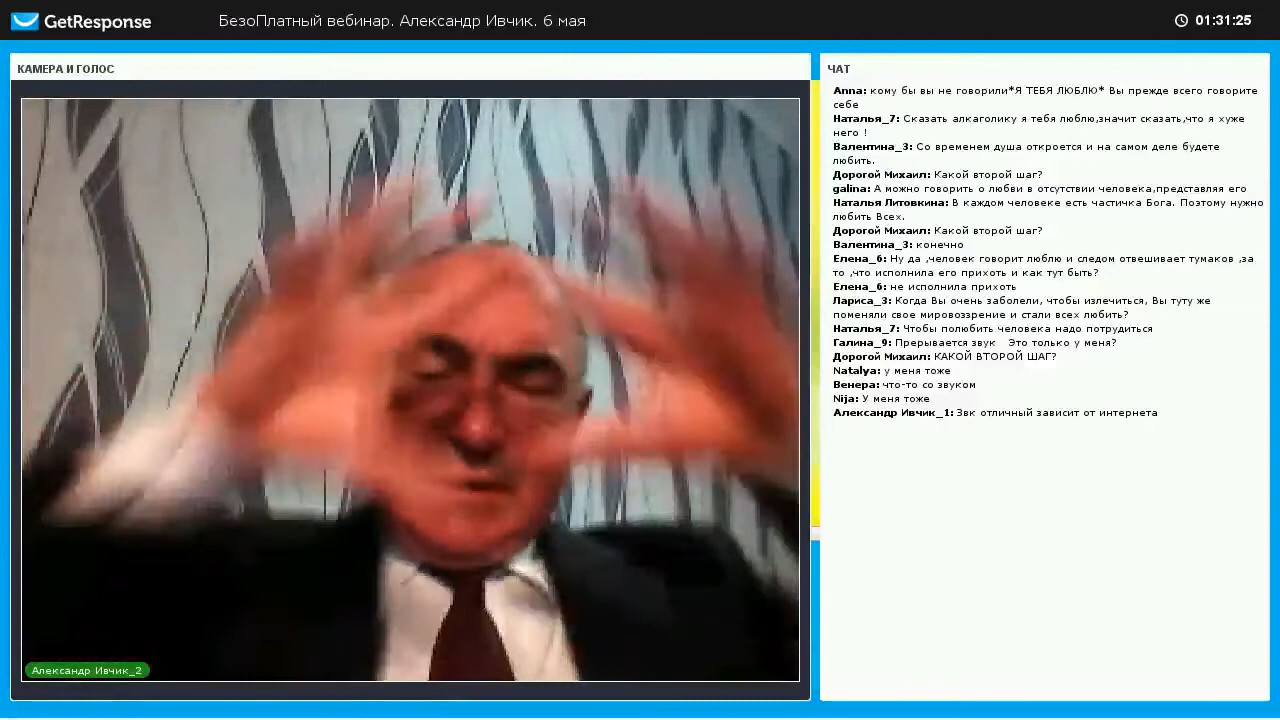 GetResponse
БезоПлатный вебинар. Александр Ивчик. 6 мая
01:31:25
КАМЕРА И ГОЛОС
Александр Ивчик_2
ЧАТ
Anna: кому бы вы не говорили*Я ТЕБЯ ЛЮБЛЮ* Вы прежде всего говорите
себе
Наталья_7: Сказать алкаголику я тебя люблю,значит сказать,что я хуже
него !
Валентина_3: Со временем душа откроется и на самом деле будете
любить.
Дорогой Михаил: Какой второй шаг?
galina: А можно говорить о любви в отсутствии человека,представляя его
Наталья Литовкина: В каждом человеке есть частичка Бога. Поэтому нужно
любить Всех.
Дорогой Михаил: Какой второй шаг?
Валентина_3: конечно
Елена_6: Ну да ,человек говорит люблю и следом отвешивает тумаков ,за
то ,что исполнила его прихоть и как тут быть?
Елена_6: не исполнила прихоть
Лариса_3: Когда Вы очень заболели, чтобы излечиться, Вы туту же
поменяли свое мировоззрение и стали всех любить?
Наталья_7: Чтобы полюбить человека надо потрудиться
Галина_9: Прерывается звук   Это только у меня?
Дорогой Михаил: КАКОЙ ВТОРОЙ ШАГ?
Natalya: у меня тоже
Венера: что-то со звуком
Nija: У меня тоже
Александр Ивчик_1: Звк отличный зависит от интернета